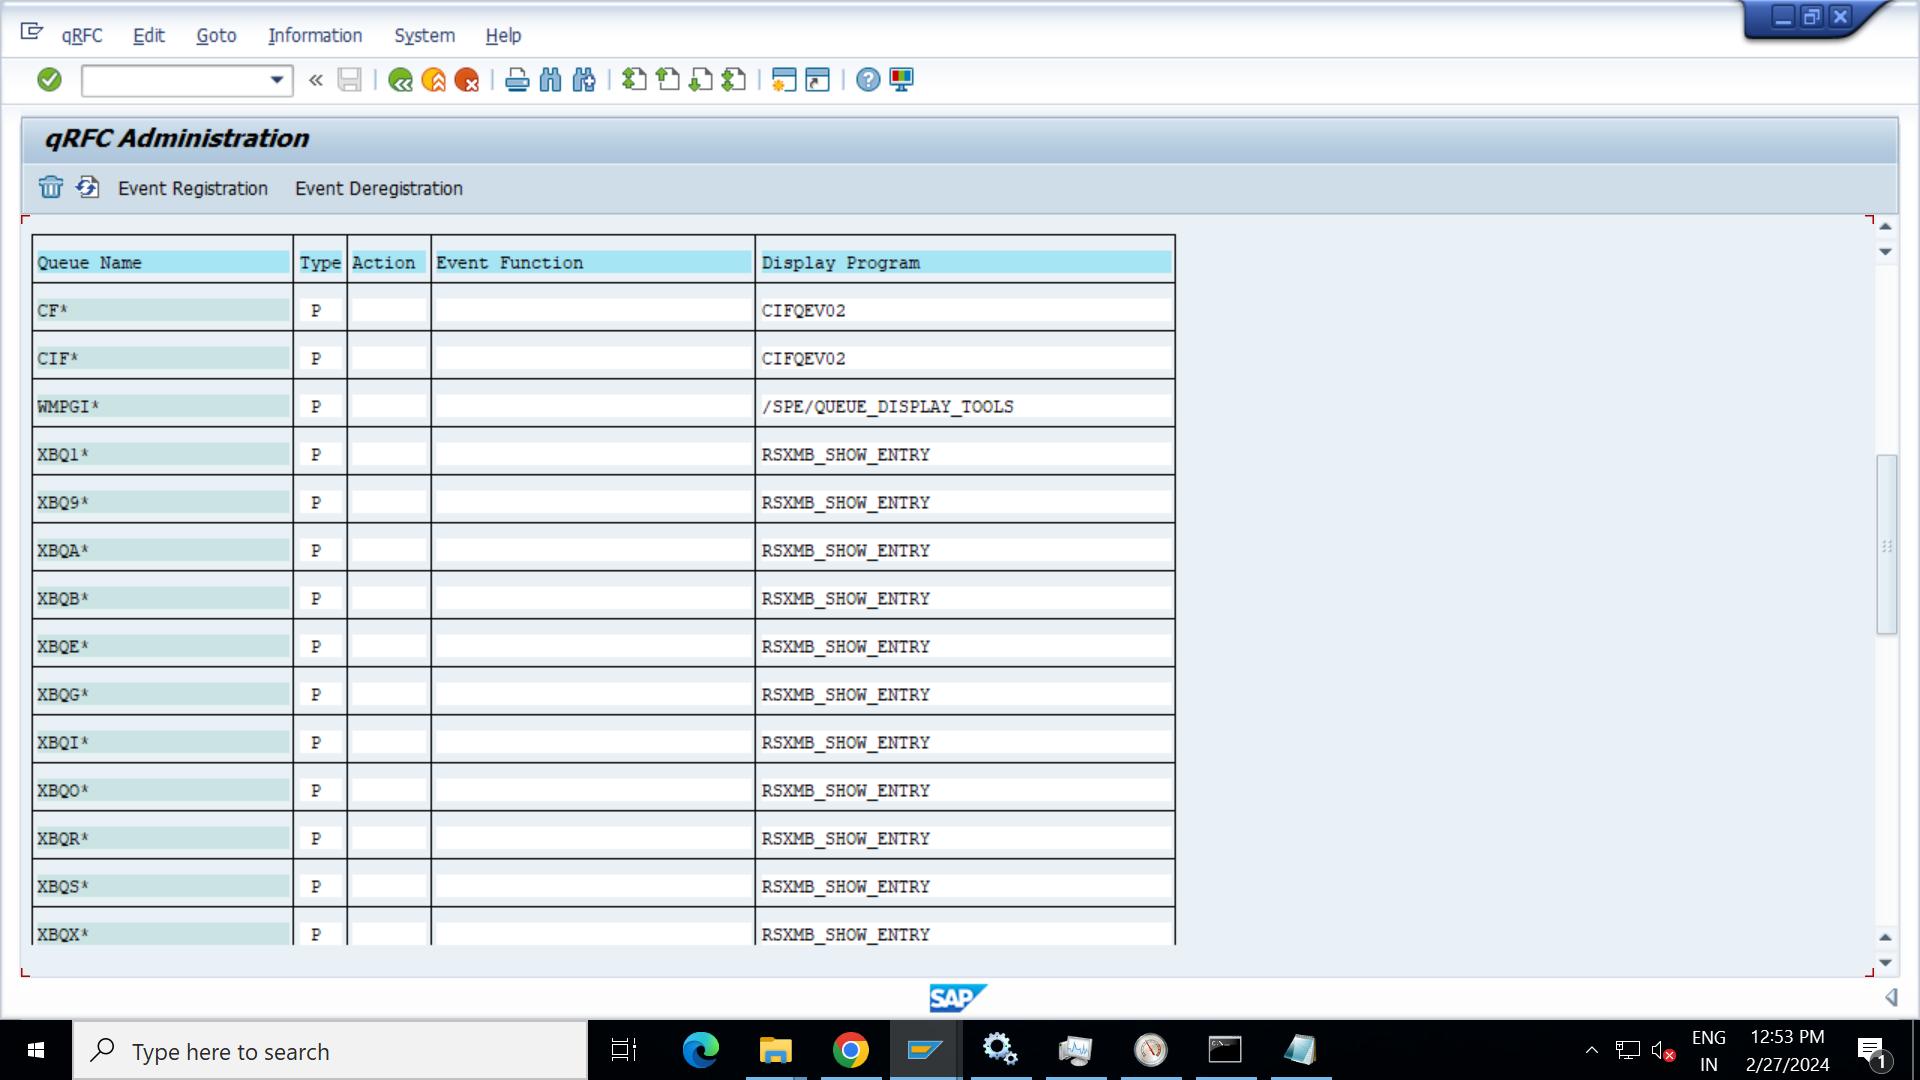 qRFC Edit Goto Information System Help
qRFC Administration
Event Registration Event Deregistration
Queue Name Type Action Event Function Display Program
CF* P CIFQEV02
CIF* P CIFQEV02
WMPGI* P /SPE/QUEUE_DISPLAY_TOOLS
XBQ1* P RSXMB_SHOW_ENTRY
XBQ9* P RSXMB_SHOW_ENTRY
XBQA* P RSXMB_SHOW_ENTRY
XBQB* P RSXMB_SHOW_ENTRY
XBQE* P RSXMB_SHOW_ENTRY
XBQG* P RSXMB_SHOW_ENTRY
XBQI* P RSXMB_SHOW_ENTRY
XBQO* P RSXMB_SHOW_ENTRY
XBQR* P RSXMB_SHOW_ENTRY
XBQS* P RSXMB_SHOW_ENTRY
XBQX* P RSXMB_SHOW_ENTRY
SAP
Type here to search
ENG 12:53 PM
IN 2/27/2024
1